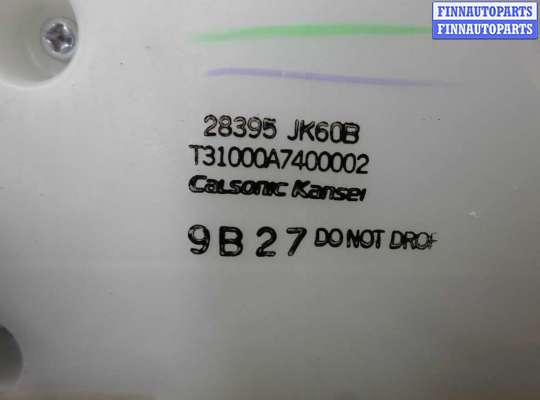 FINNAUTOPARTS
FINNAUTOPARTS
28395 JK60B
T31000A7400002
Calsonic Kansei
9B27 DO NOT DROP